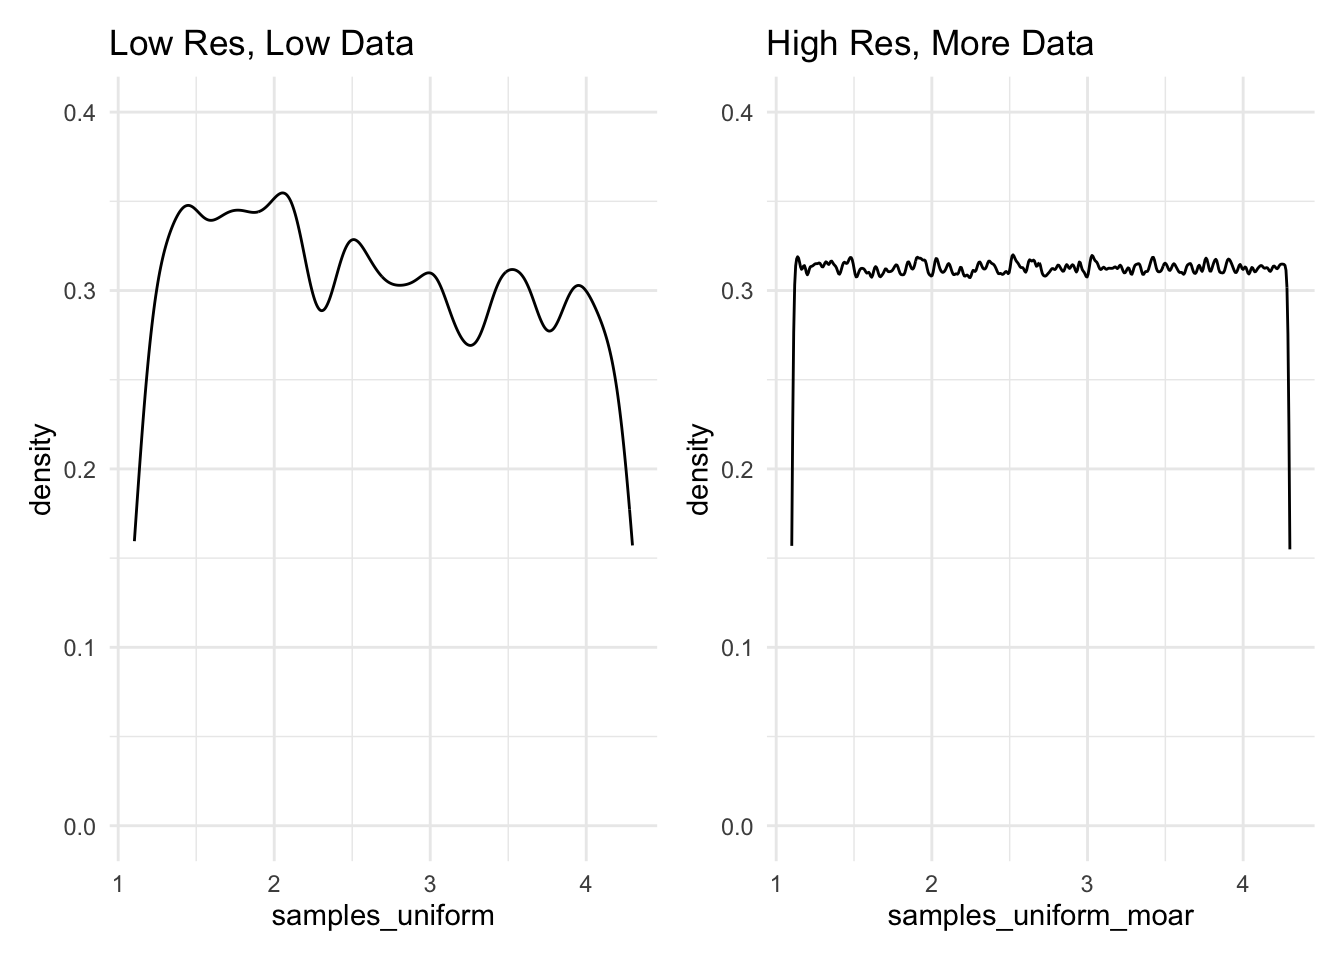 Low Res, Low Data
0.4
0.3
0.2
0.1
0.0
density
1 2 3 4
samples_uniform
High Res, More Data
0.4
0.3
0.2
0.1
0.0
density
1 2 3 4
samples_uniform_moar